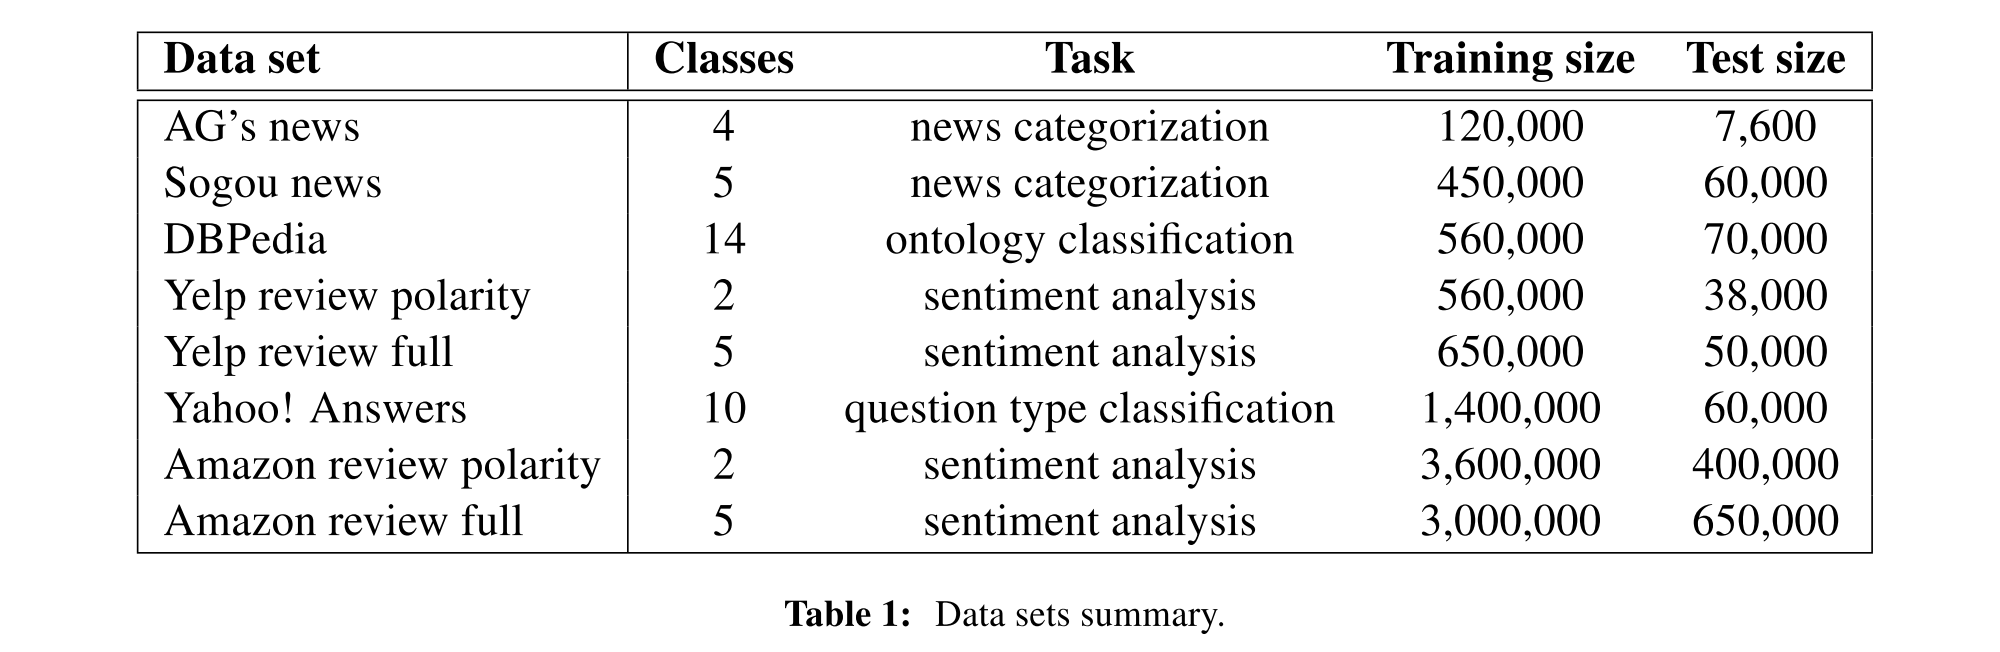 Data set Classes Task Training size Test size
AG's news 4 news categorization 120,000 7,600
Sogou news 5 news categorization 450,000 60,000
DBPedia 14 ontology classification 560,000 70,000
Yelp review polarity 2 sentiment analysis 560,000 38,000
Yelp review full 5 sentiment analysis 650,000 50,000
Yahoo! Answers 10 question type classification 1,400,000 60,000
Amazon review polarity 2 sentiment analysis 3,600,000 400,000
Amazon review full 5 sentiment analysis 3,000,000 650,000
Table 1: Data sets summary.